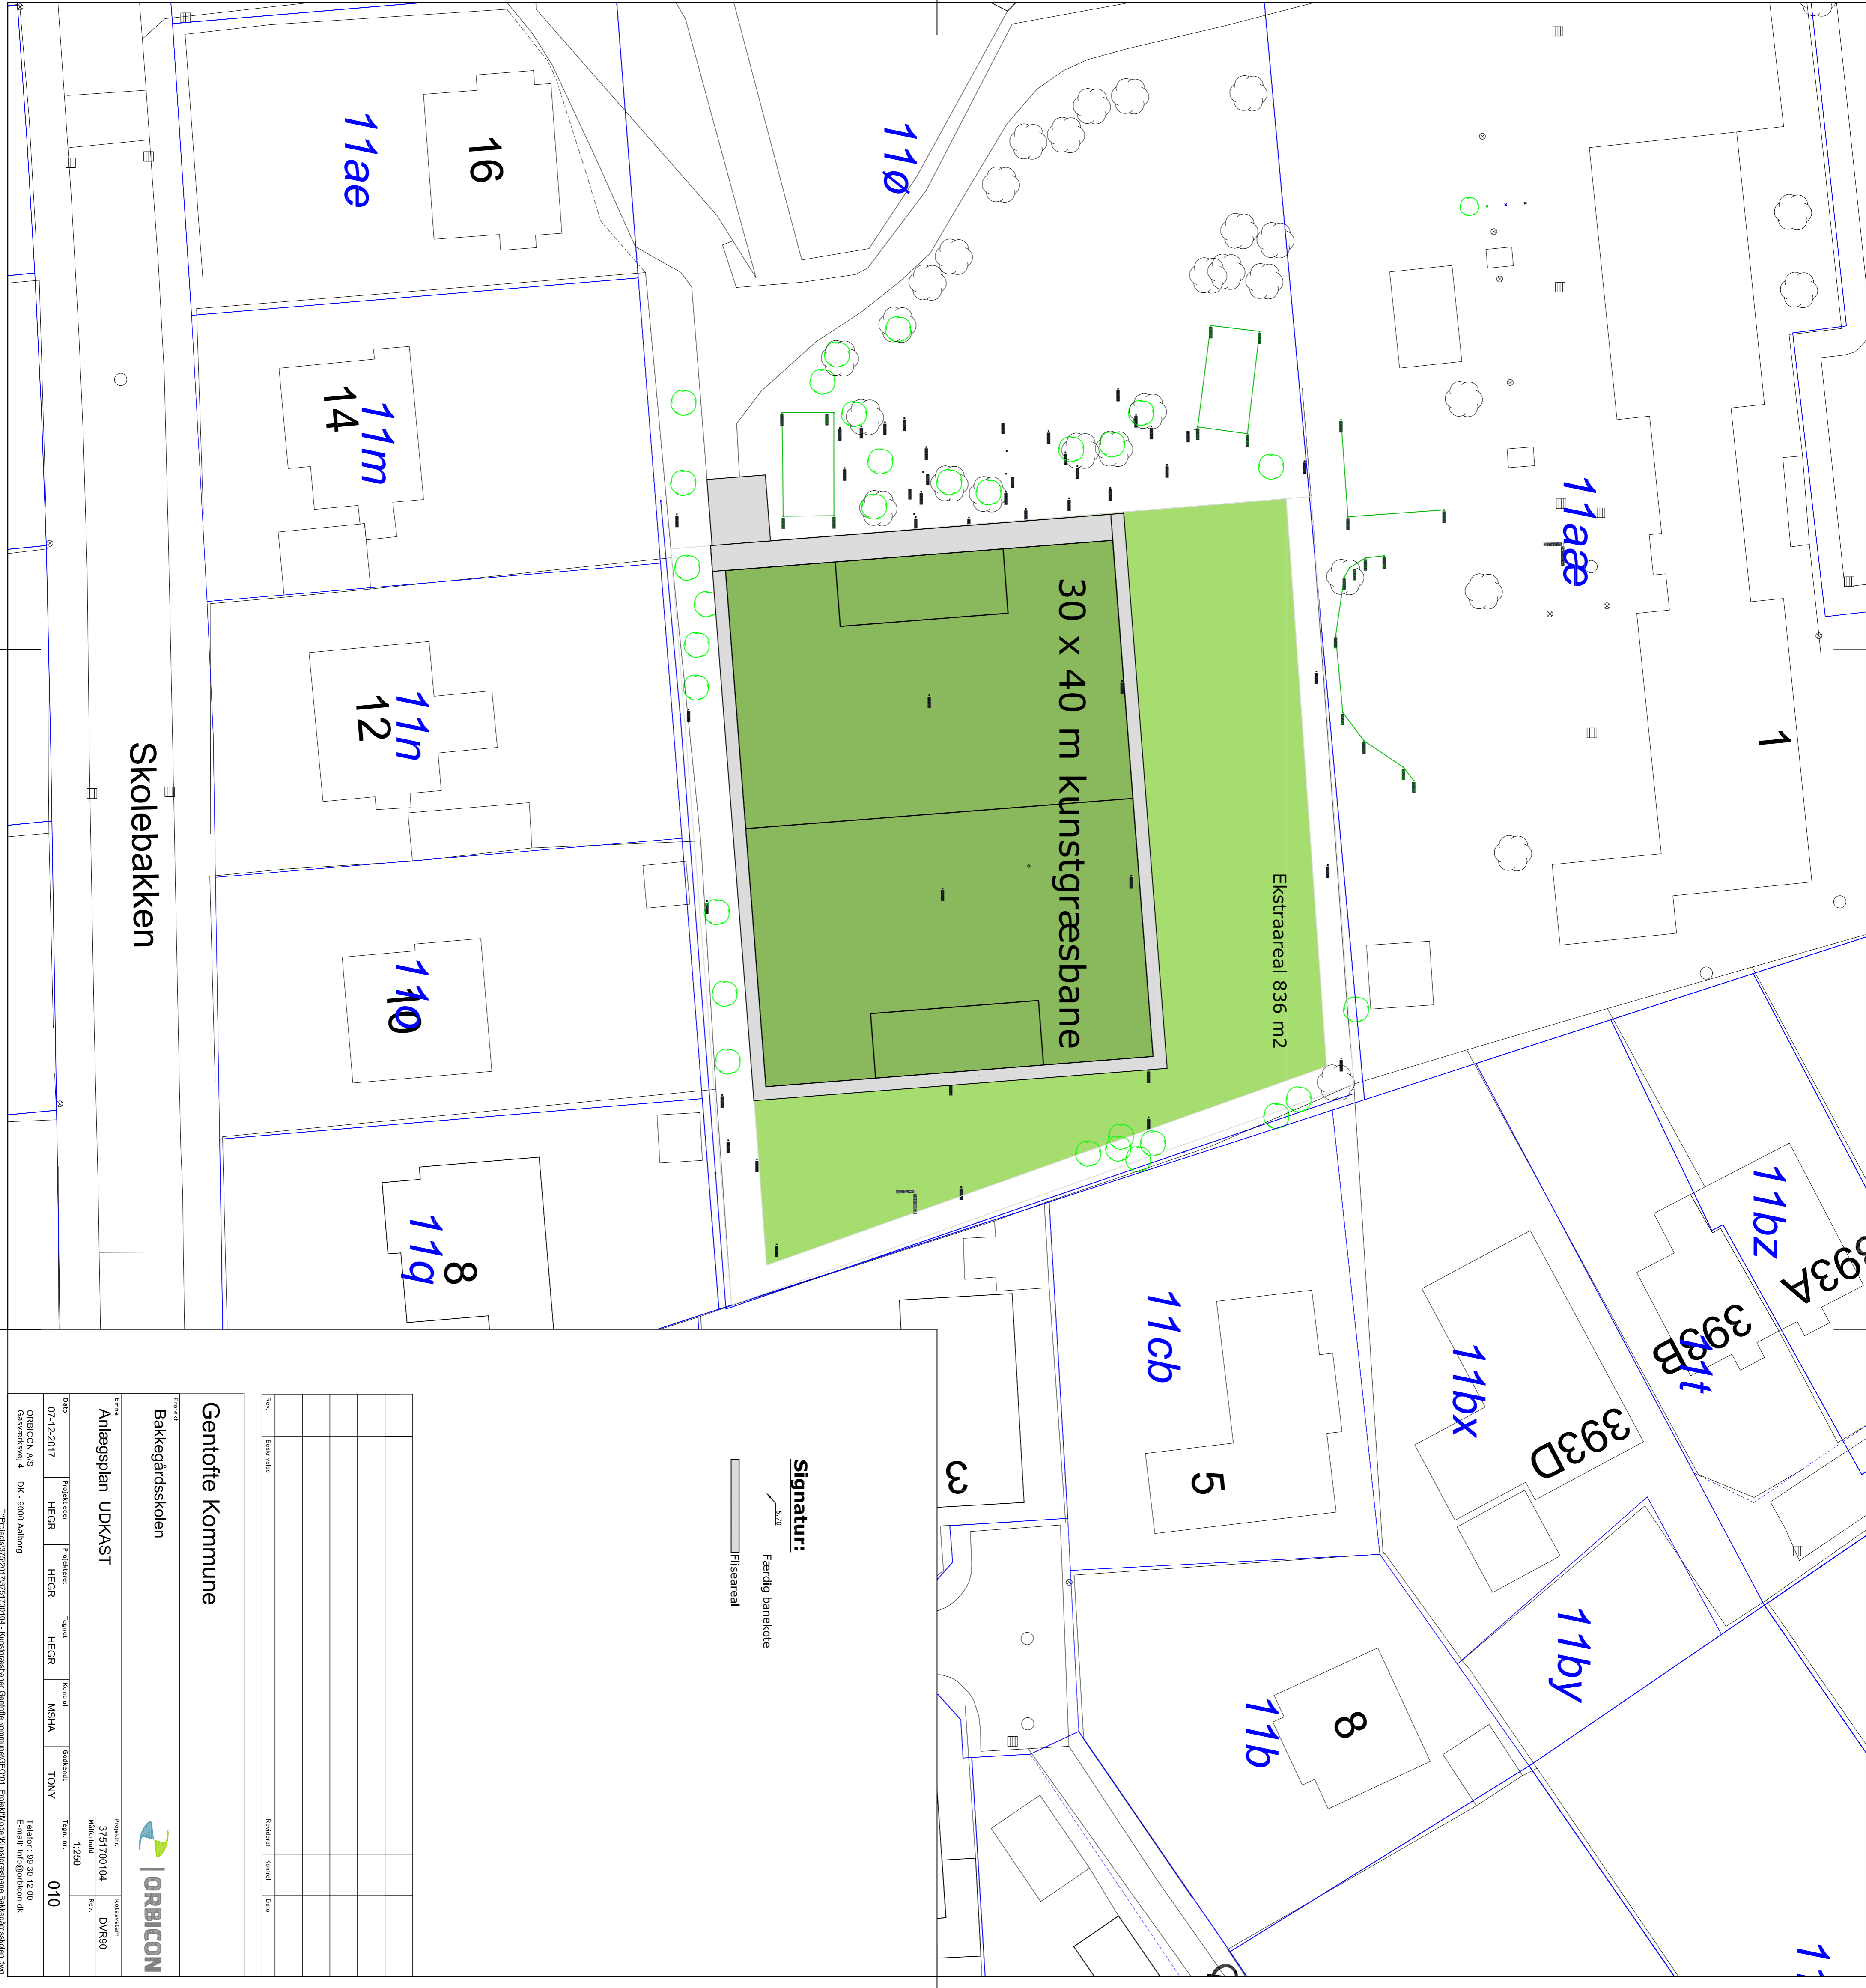 11ae
16
11ø
14
11m
11aæ
1
12
11n
30 x 40 m kunstgræsbane
Ekstraareal 836 m2
Skolebakken
10
11o
8
11q
11cb
5
3
11bx
393D
11bz
393B
11t
11by
11b
8
Signatur:
5.70
Færdig banekote
Fliseareal
Rev.
Beskrivelse
Revideret
Kontrol
Dato
Gentofte Kommune
Projekt
Bakkegårdsskolen
ORBICON
Emne
Anlægsplan UDKAST
Projektnr.
3751700104
Kotesystem
DVR90
Målforhold
1:250
Rev.
Dato
07-12-2017
Projektleder
HEGR
Projekteret
HEGR
Tegnet
HEGR
Kontrol
MSHA
Godkendt
TONY
Tegn. nr.
010
ORBICON A/S
Gasværksvej 4 DK - 9000 Aalborg
Telefon: 99 30 12 00
E-mail: info@orbicon.dk